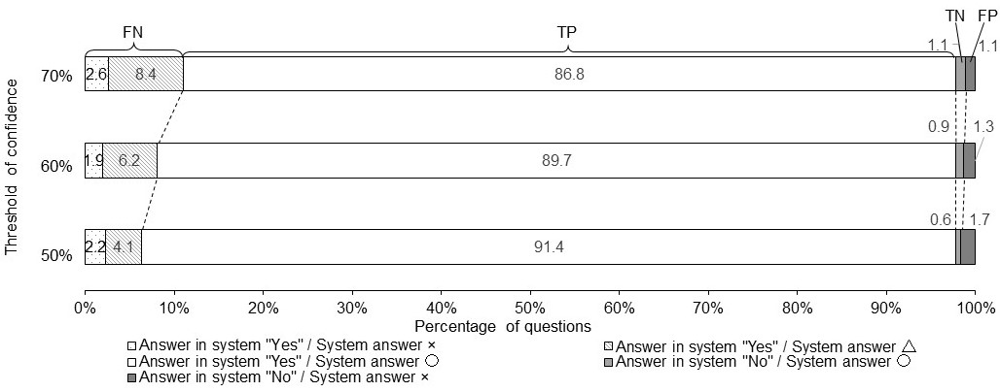 FN TP TN FP
1.1 1.1
70% 2.6 8.4 86.8
0.9 1.3
60% 1.9 6.2 89.7
0.6 1.7
50% 2.2 4.1 91.4
Threshold of confidence
0% 10% 20% 30% 40% 50% 60% 70% 80% 90% 100%
Percentage of questions
Answer in system "Yes" / System answer × 
Answer in system "Yes" / System answer △
Answer in system "Yes" / System answer ○
Answer in system "No" / System answer ○
Answer in system "No" / System answer ×